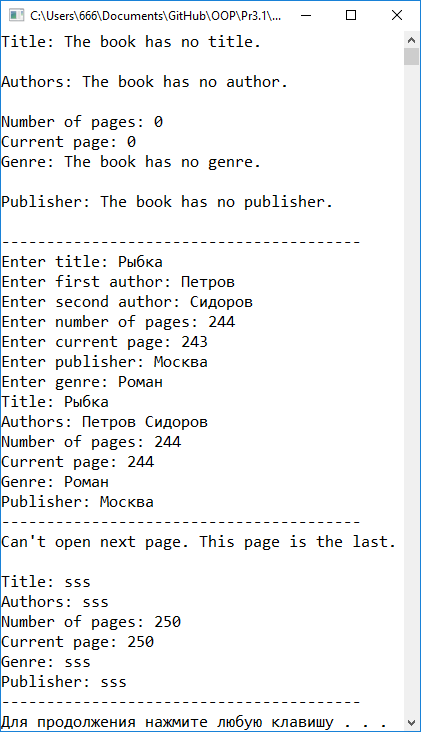 C:\Users\666\Documents\GitHub\OOP\Pr3.1\...
Title: The book has no title.
Authors: The book has no author.
Number of pages: 0
Current page: 0
Genre: The book has no genre.
Publisher: The book has no publisher.
----------------------------------------
Enter title: Рыбка
Enter first author: Петров
Enter second author: Сидоров
Enter number of pages: 244
Enter current page: 243
Enter publisher: Москва
Enter genre: Роман
Title: Рыбка
Authors: Петров Сидоров
Number of pages: 244
Current page: 244
Genre: Роман
Publisher: Москва
----------------------------------------
Can't open next page. This page is the last.
Title: sss
Authors: sss
Number of pages: 250
Current page: 250
Genre: sss
Publisher: sss
----------------------------------------
Для продолжения нажмите любую клавишу . . .